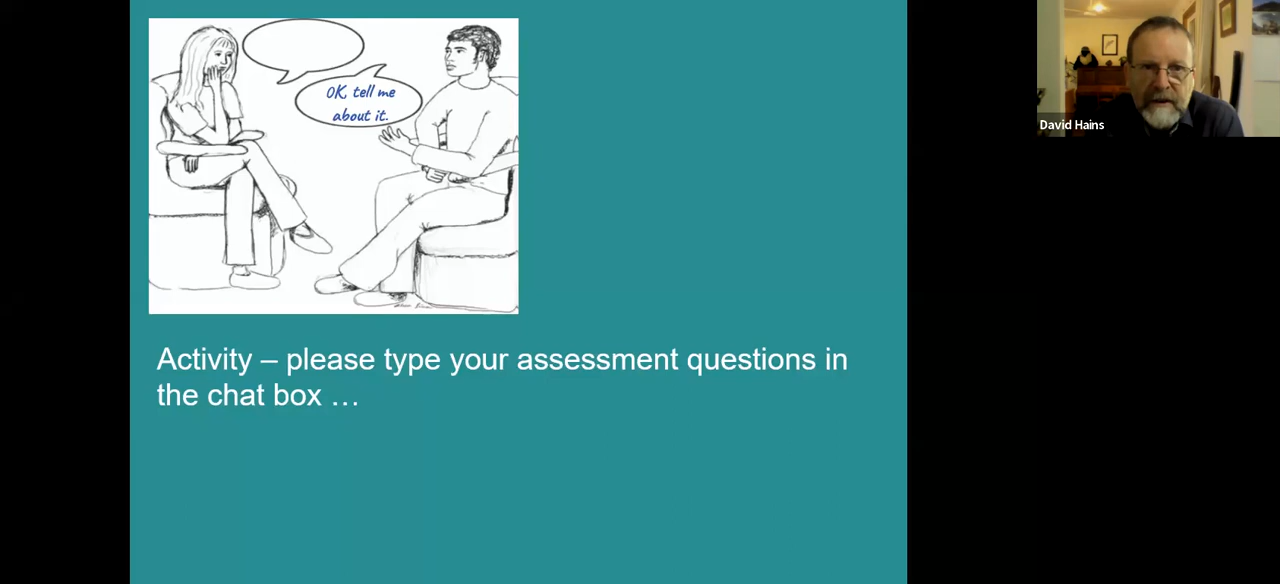 OK, tell me
about it.
David Hains
Activity – please type your assessment questions in
the chat box …